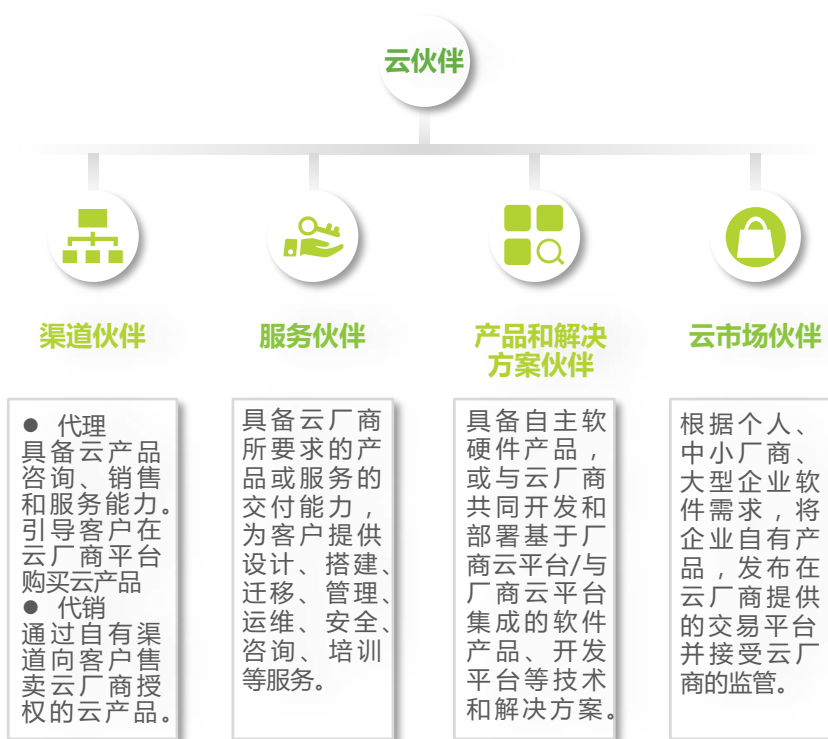 云伙伴
渠道伙伴
● 代理
具备云产品
咨询、销售
和服务能力。
引导客户在
云厂商平台
购买云产品
● 代销
通过自有渠
道向客户售
卖云厂商授
权的云产品。
服务伙伴
具备云厂商
所要求的产
品或服务的
交付能力，
为客户提供
设计、搭建、
迁移、管理、
运维、安全、
咨询、培训
等服务。
产品和解决
方案伙伴
具备自主软
硬件产品，
或与云厂商
共同开发和
部署基于厂
商云平台/与
厂商云平台
集成的软件
产品、开发
平台等技术
和解决方案。
云市场伙伴
根据个人、
中小厂商、
大型企业软
件需求，将
企业自有产
品，发布在
云厂商提供
的交易平台
并接受云厂
商的监管。